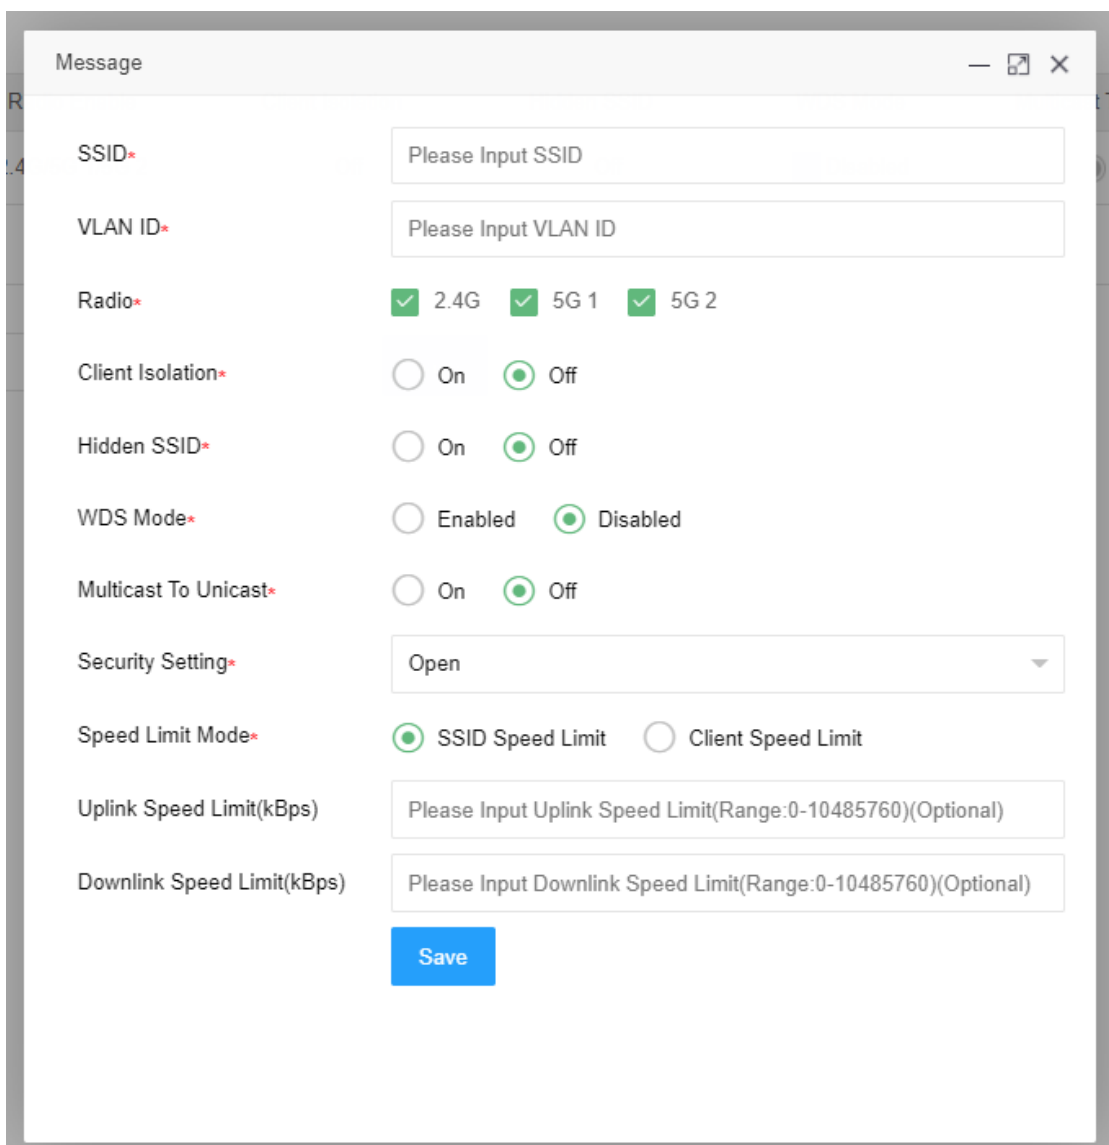 Message
R
t T
SSID*
Please Input SSID
2.4
VLAN ID*
Please Input VLAN ID
Radio*
2.4G 5G 1 5G 2
Client Isolation*
On Off
Hidden SSID*
On Off
WDS Mode*
Enabled Disabled
Multicast To Unicast*
On Off
Security Setting*
Open
Speed Limit Mode*
SSID Speed Limit Client Speed Limit
Uplink Speed Limit(kBps)
Please Input Uplink Speed Limit(Range:0-10485760)(Optional)
Downlink Speed Limit(kBps)
Please Input Downlink Speed Limit(Range:0-10485760)(Optional)
Save